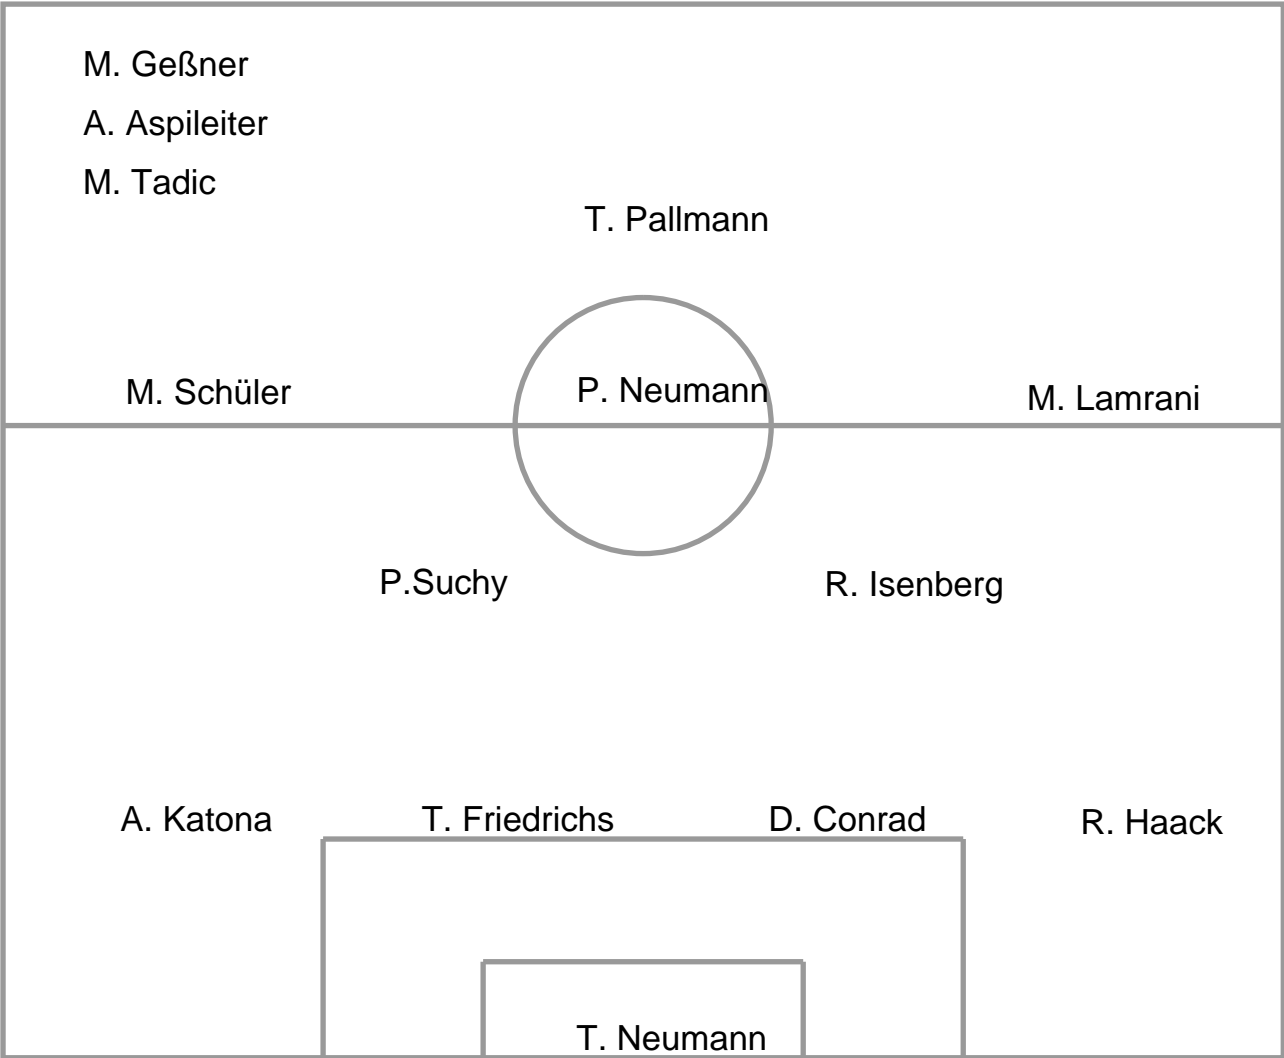 M. Geßner
A. Aspileiter
M. Tadic
T. Pallmann
M. Schüler
P. Neumann
M. Lamrani
P.Suchy
R. Isenberg
A. Katona
T. Friedrichs
D. Conrad
R. Haack
T. Neumann